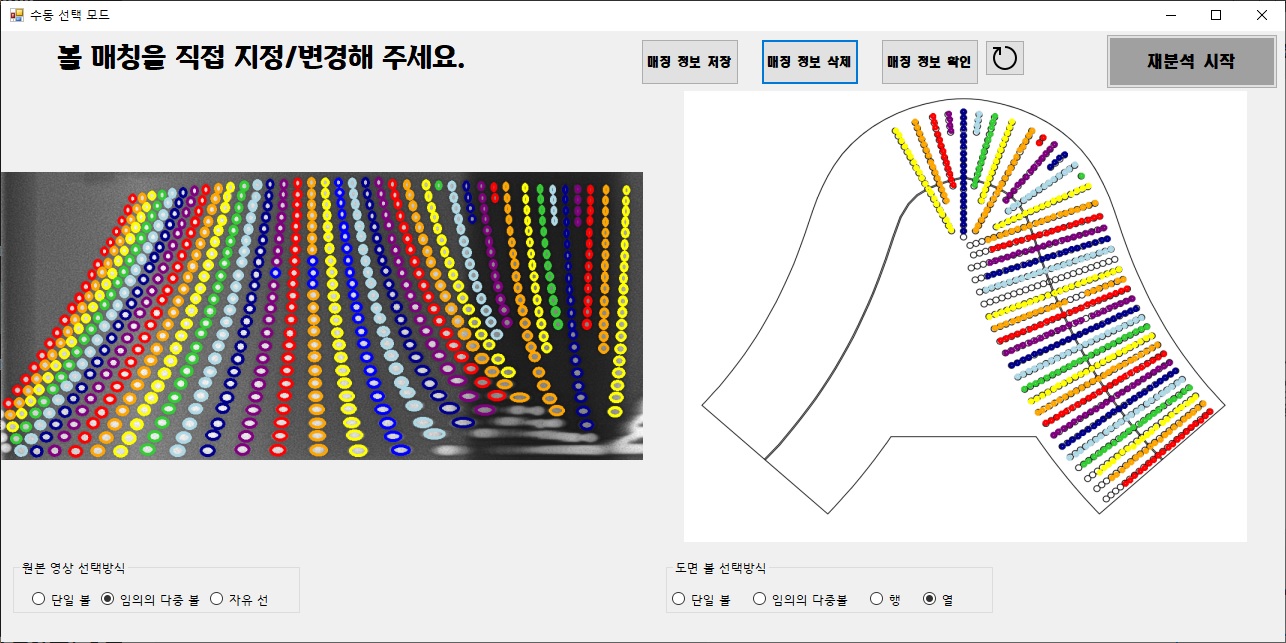 수동 선택 모드
볼 매칭을 직접 지정/변경해 주세요.
매칭 정보 저장
매칭 정보 삭제
매칭 정보 확인
재분석 시작
원본 영상 선택방식
단일 볼 임의의 다중 볼 자유 선
도면 볼 선택방식
단일 볼 임의의 다중볼 행 열